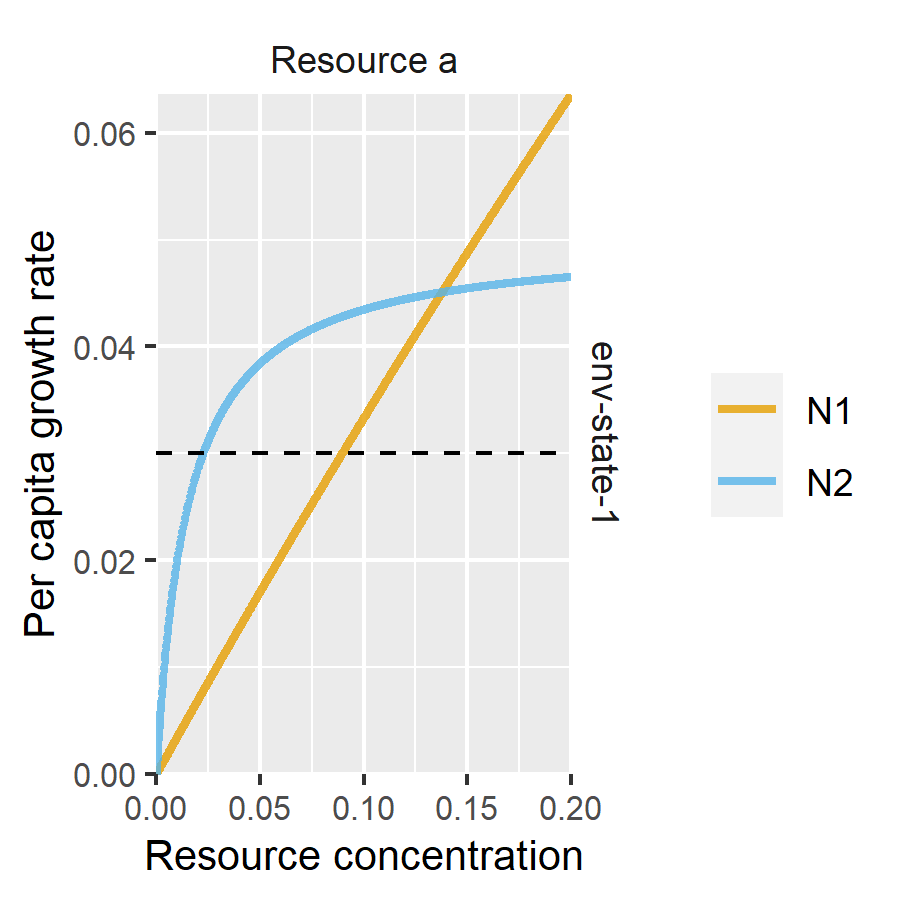 Resource a
Per capita growth rate
0.06
0.04
0.02
0.00
0.00 0.05 0.10 0.15 0.20
Resource concentration
env-state-1
N1
N2